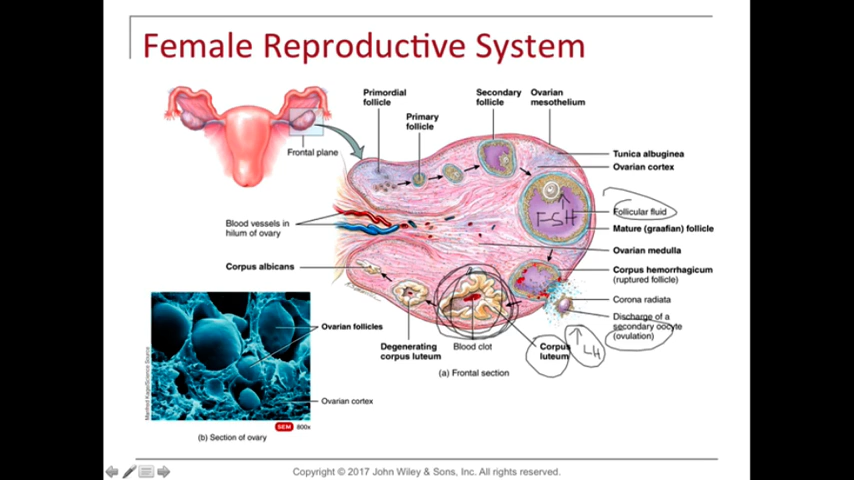 Female Reproductive System
Primordial
follicle
Primary
follicle
Secondary
follicle
Ovarian
mesothelium
Frontal plane
Tunica albuginea
Ovarian cortex
↑
FSH
Follicular fluid
Blood vessels in
hilum of ovary
Mature (graafian) follicle
Ovarian medulla
Corpus albicans
Corpus hemorrhagicum
(ruptured follicle)
Corona radiata
Discharge of a
secondary oocyte
(ovulation)
Ovarian follicles
Degenerating
corpus luteum
Blood clot
Corpus
luteum
↑
LH
(a) Frontal section
Ovarian cortex
SEM 800x
(b) Section of ovary
Copyright © 2017 John Wiley & Sons, Inc. All rights reserved.